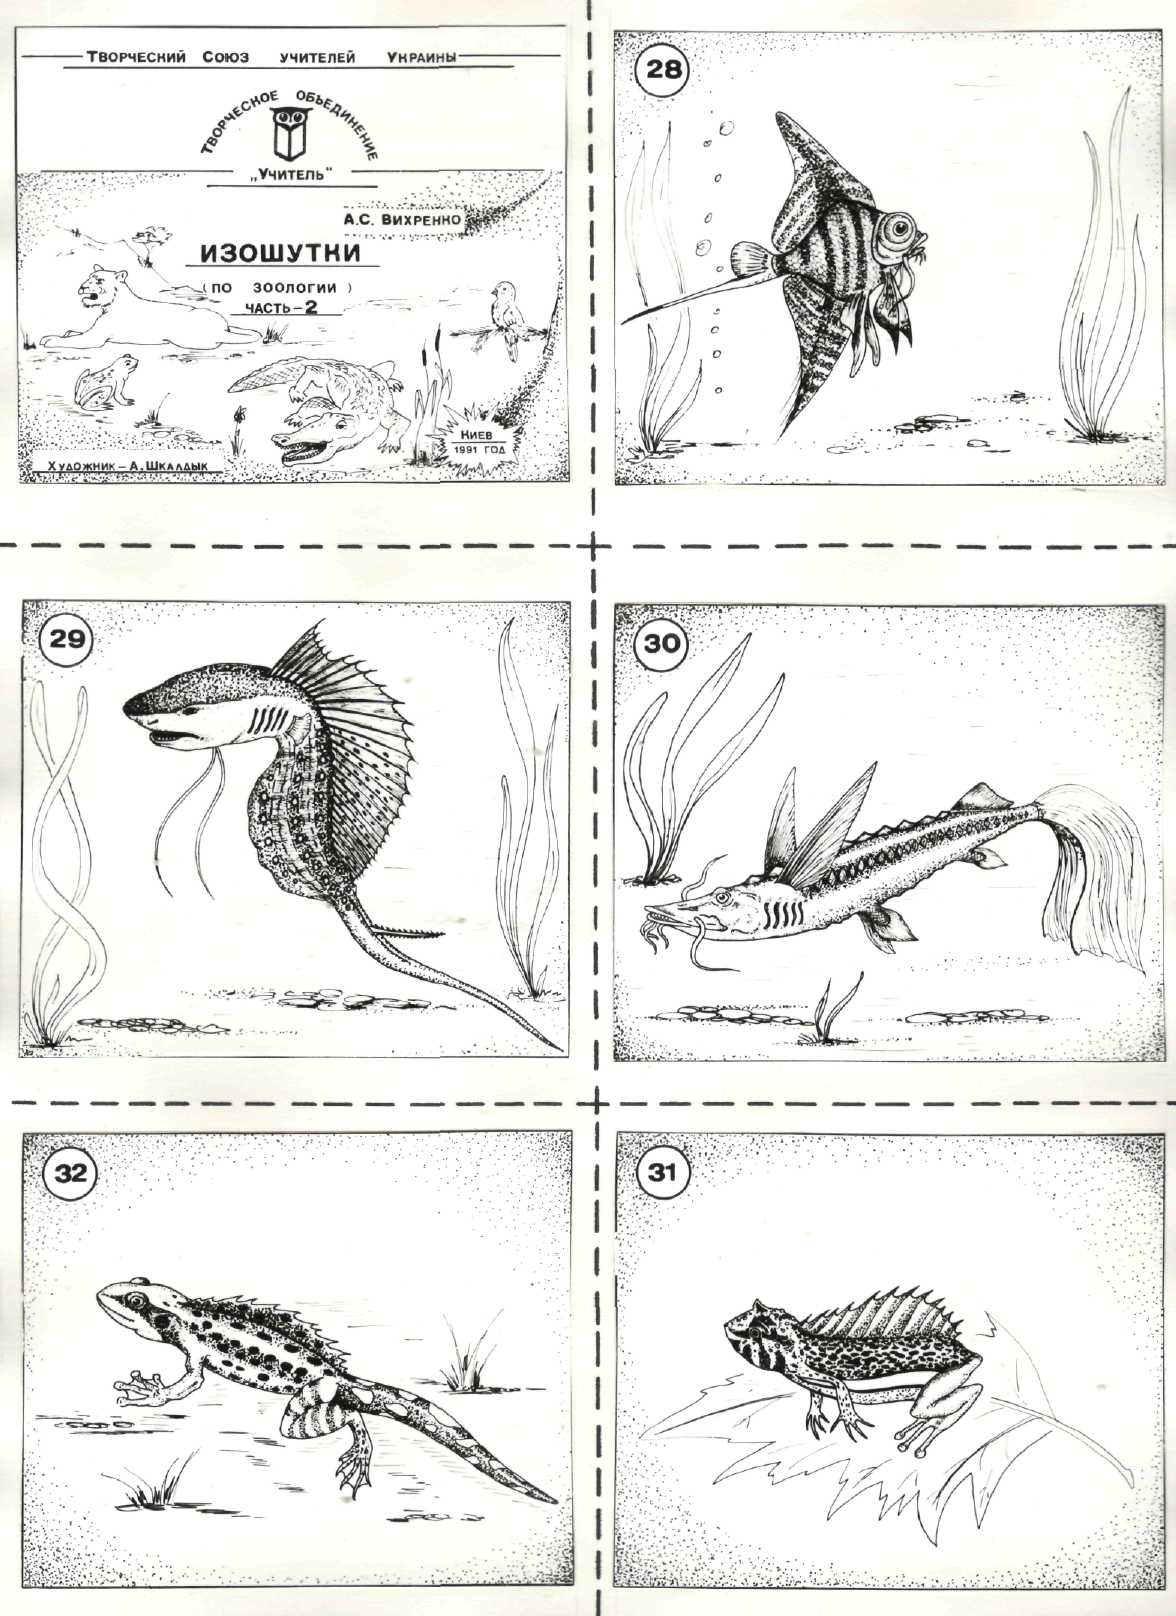 Творческий Союз учителей Украины
Творческое объединение
„Учитель“
А.С. Вихренко
ИЗОШУТКИ
(по зоологии)
часть-2
Киев
1991 год
Художник-А.Шкалдык
28
29
30
32
31